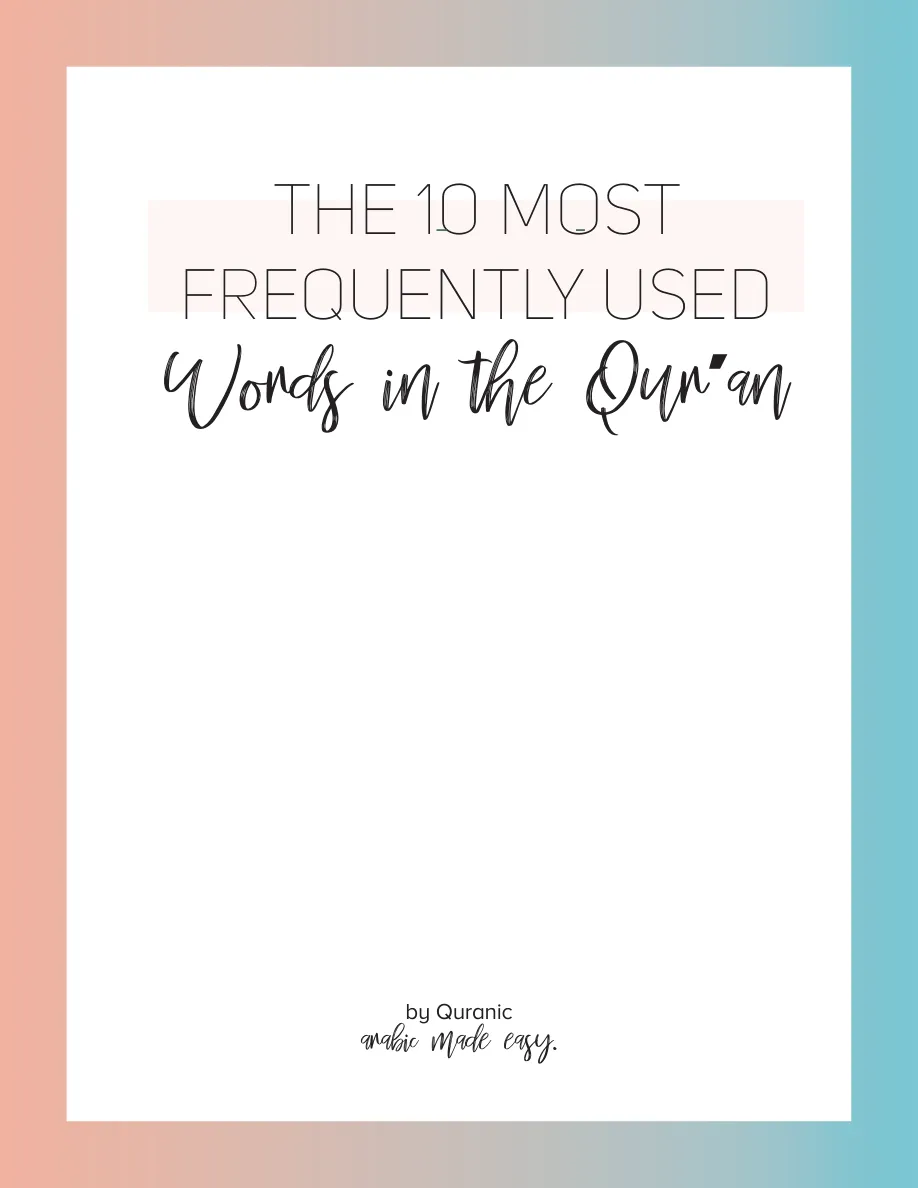 THE 10 MOST
FREQUENTLY USED
Words in the Qur'an
by Quranic
arabic made easy.